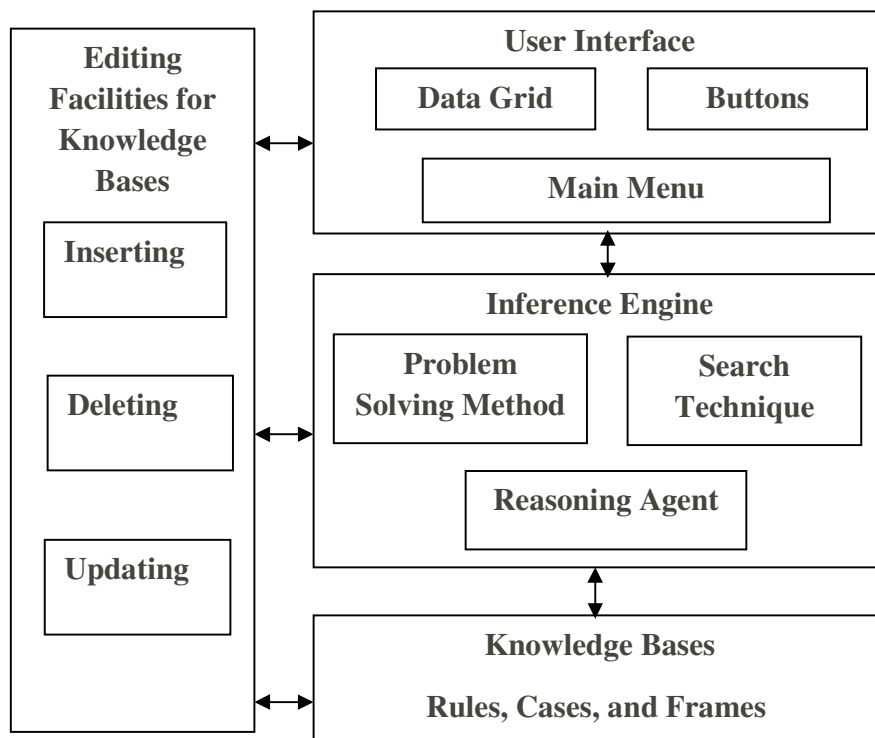 Editing
Facilities for
Knowledge
Bases
Inserting
Deleting
Updating
User Interface
Data Grid
Buttons
Main Menu
Inference Engine
Problem
Solving Method
Search
Technique
Reasoning Agent
Knowledge Bases
Rules, Cases, and Frames